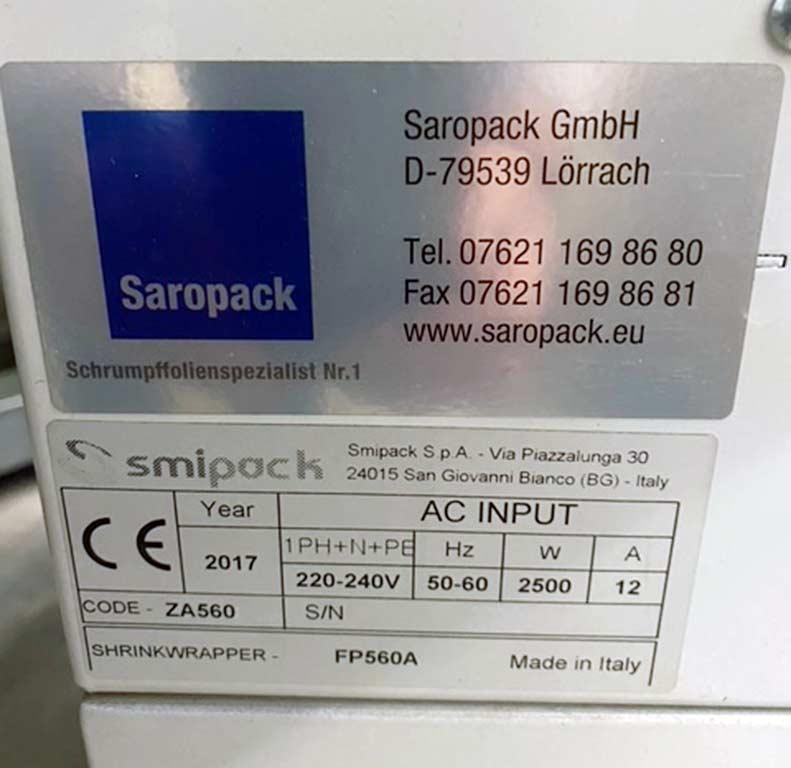 Saropack
Schrumpffolienspezialist Nr.1
Saropack GmbH
D-79539 Lörrach
Tel. 07621 169 86 80
Fax 07621 169 86 81
www.saropack.eu
smipack
Smipack S.p.A. - Via Piazzalunga 30
24015 San Giovanni Bianco (BG) - Italy
CE
Year
AC INPUT
2017
1PH+N+PE Hz W A
220-240V 50-60 2500 12
CODE - ZA560 S/N
SHRINKWRAPPER - FP560A Made in Italy